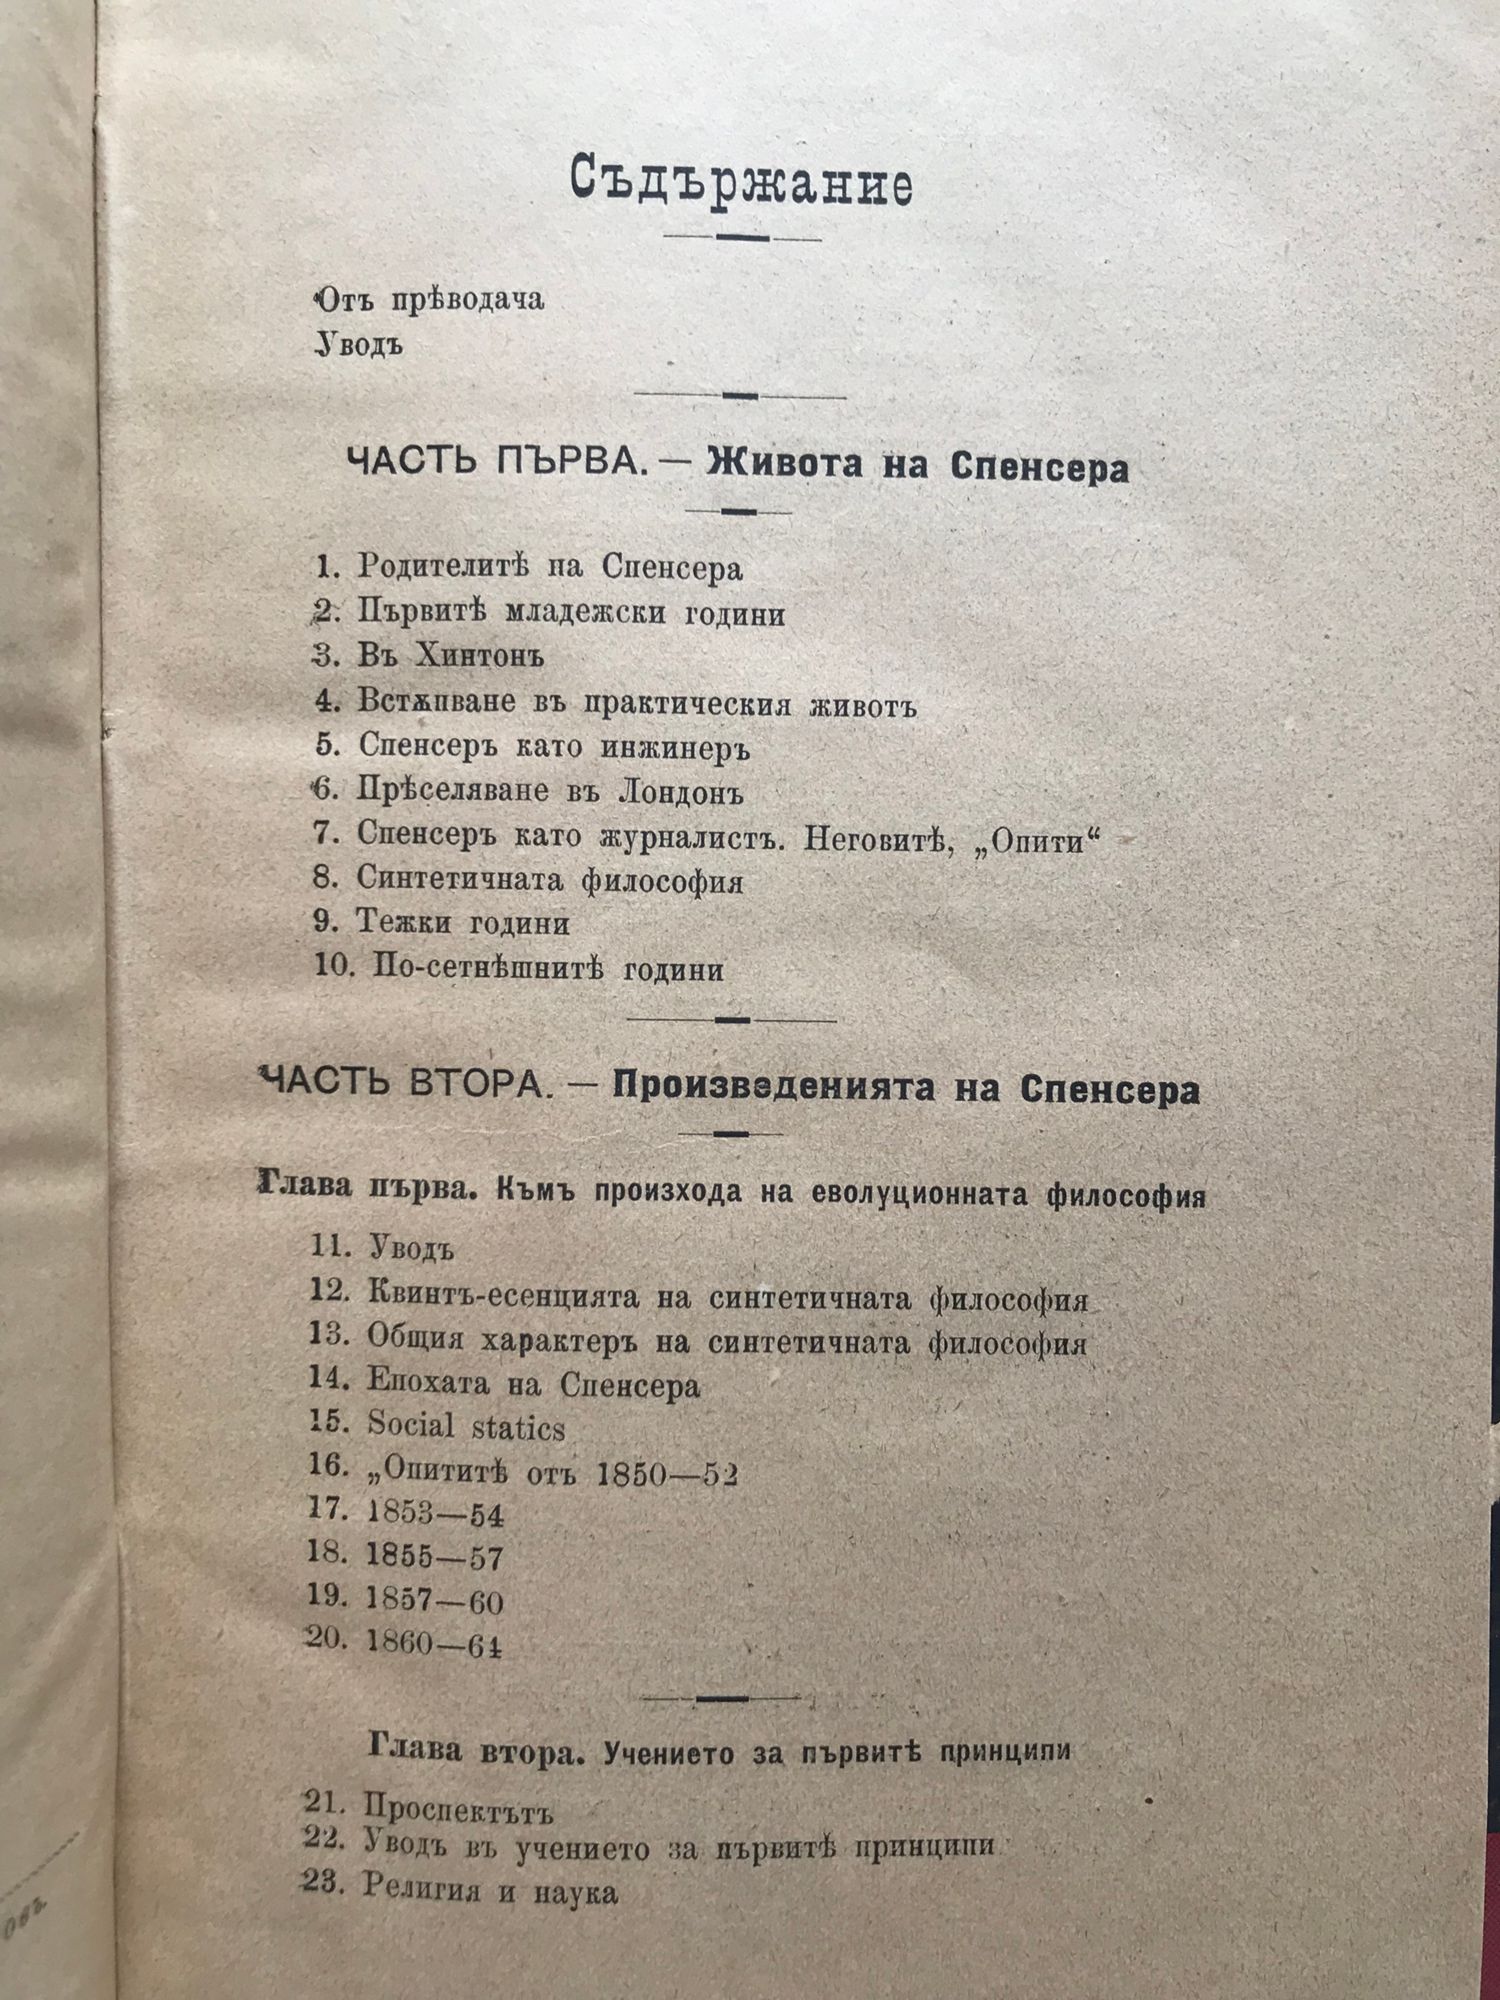 Съдържание
Отъ прѣводача
Уводъ
ЧАСТЬ ПЪРВА. — Живота на Спенсера
1. Родителитѣ на Спенсера
2. Първитѣ младежски години
3. Въ Хинтонъ
4. Встѫпване въ практическия животъ
5. Спенсеръ като инжинеръ
6. Прѣселяване въ Лондонъ
7. Спенсеръ като журналистъ. Неговитѣ, „Опити“
8. Синтетичната философия
9. Тежки години
10. По-сетнѣшнитѣ години
ЧАСТЬ ВТОРА. — Произведенията на Спенсера
Глава първа. Къмъ произхода на еволуционната философия
11. Уводъ
12. Квинтъ-есенцията на синтетичната философия
13. Общия характеръ на синтетичната философия
14. Епохата на Спенсера
15. Social statics
16. „Опититѣ отъ 1850—52
17. 1853—54
18. 1855—57
19. 1857—60
20. 1860—64
Глава втора. Учението за първитѣ принципи
21. Проспектътъ
22. Уводъ въ учението за първитѣ принципи
23. Религия и наука